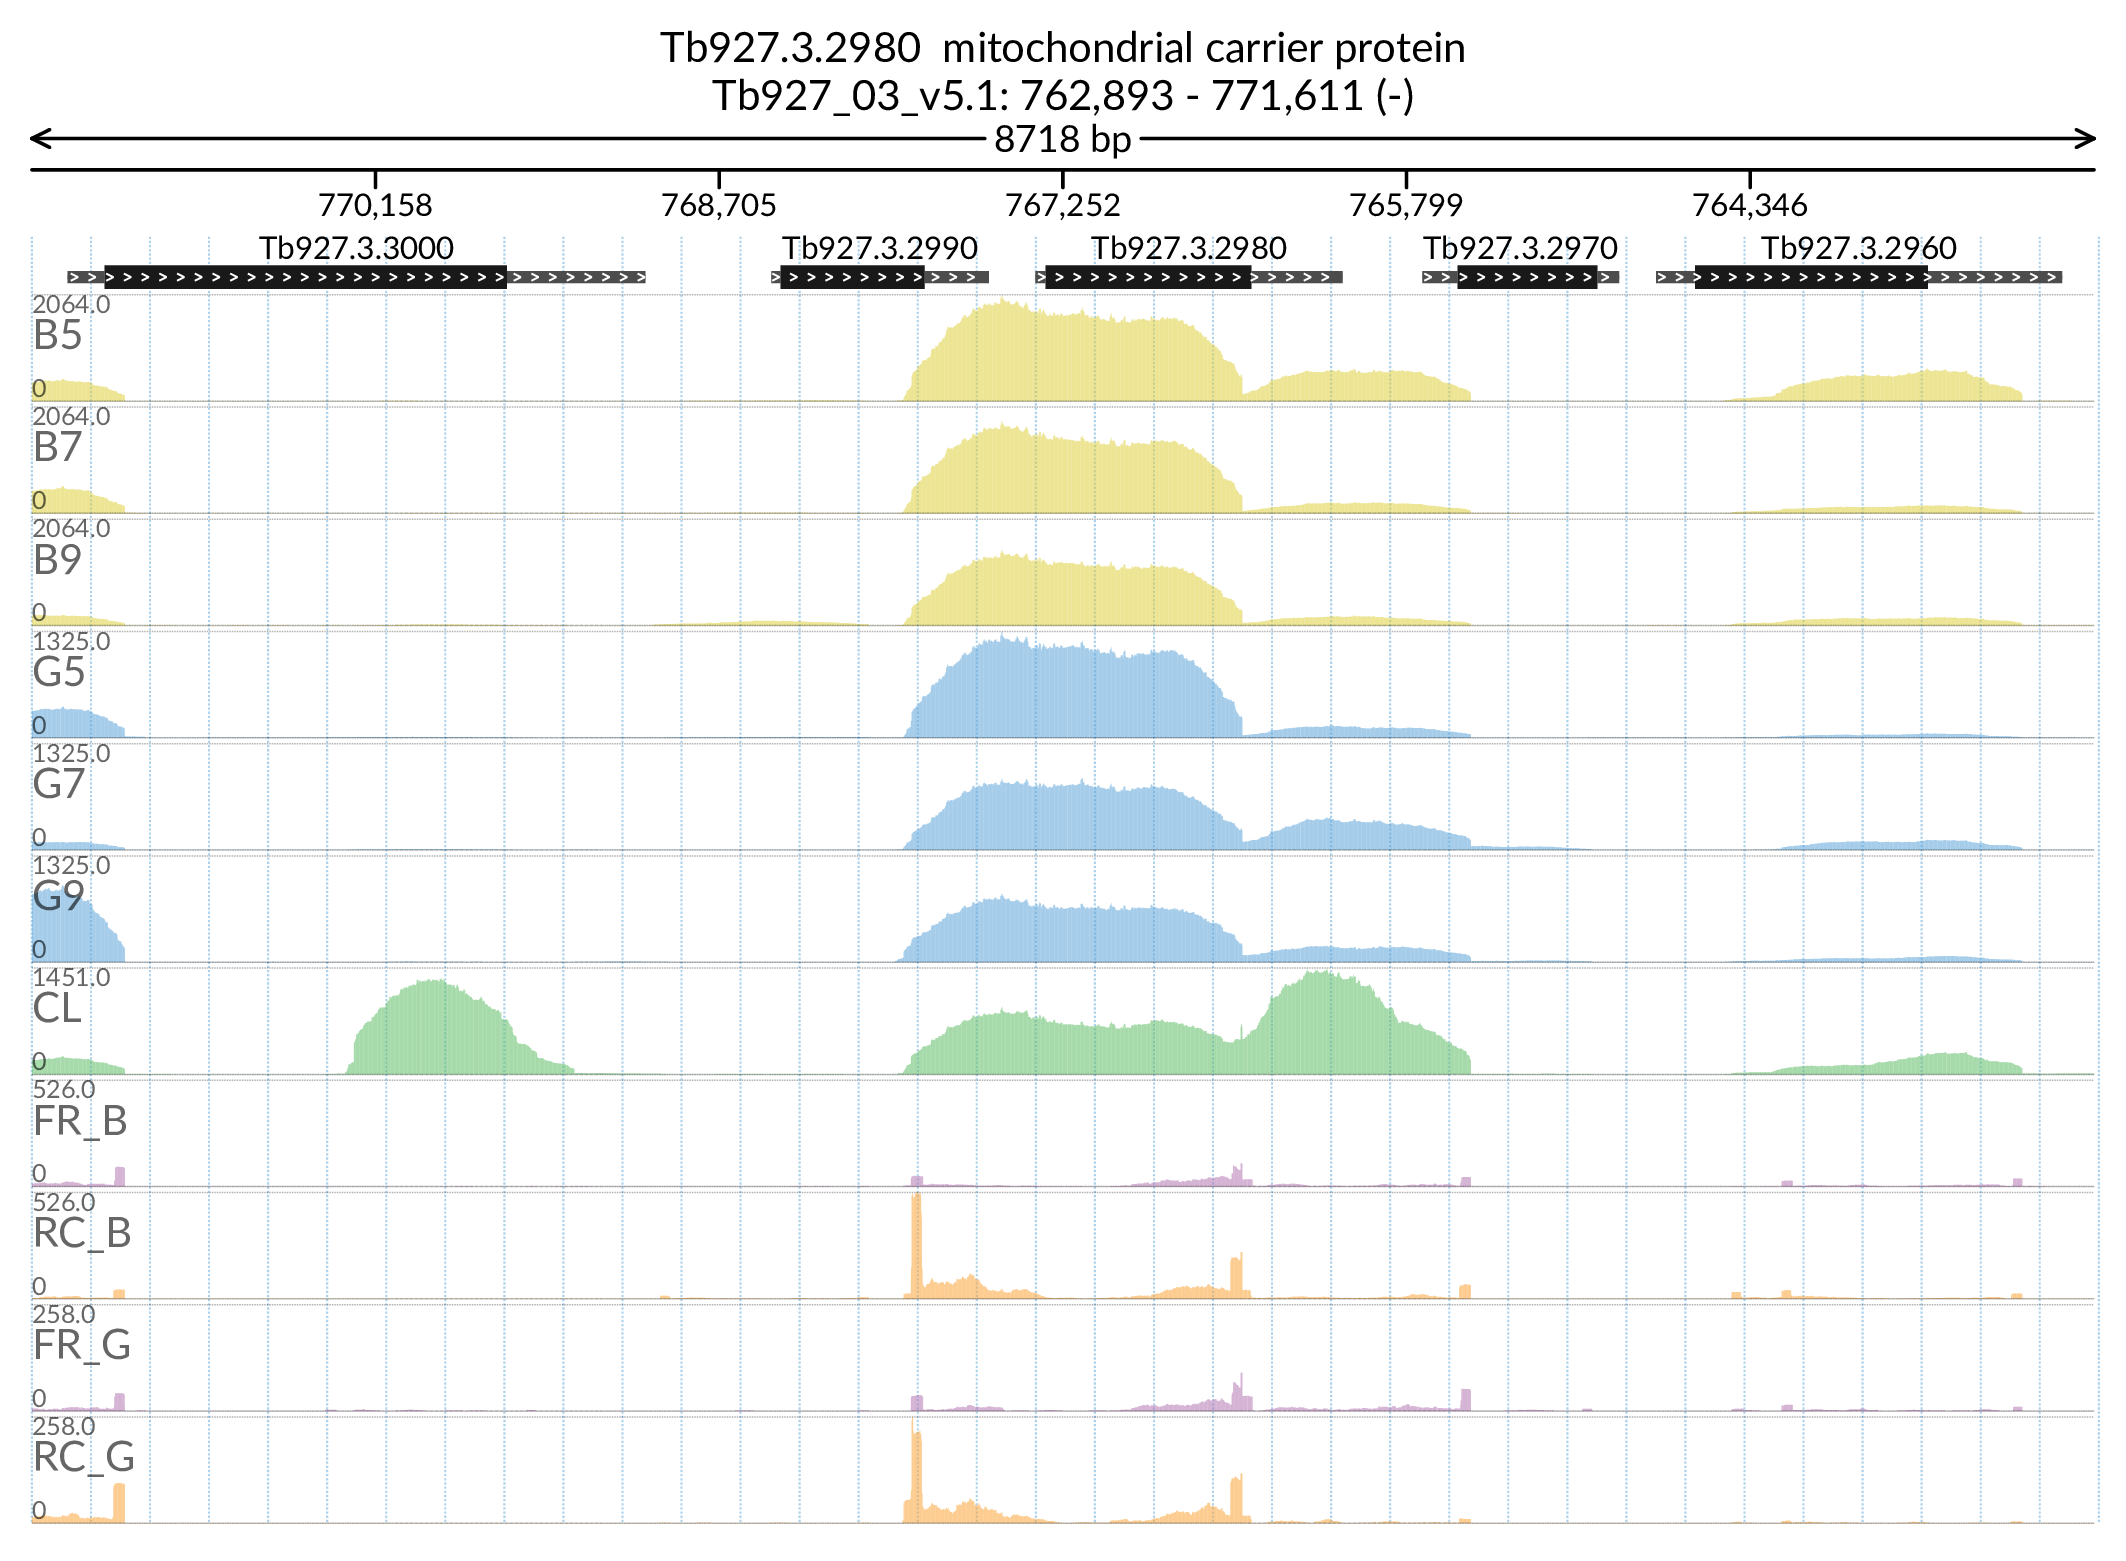 Tb927.3.2980 mitochondrial carrier protein
Tb927_03_v5.1: 762,893 - 771,611 (-)
8718 bp
770,158 768,705 767,252 765,799 764,346
Tb927.3.3000 Tb927.3.2990 Tb927.3.2980 Tb927.3.2970 Tb927.3.2960
2064.0
B5
0
2064.0
B7
0
2064.0
B9
0
1325.0
G5
0
1325.0
G7
0
1325.0
G9
0
1451.0
CL
0
526.0
FR_B
0
526.0
RC_B
0
258.0
FR_G
0
258.0
RC_G
0